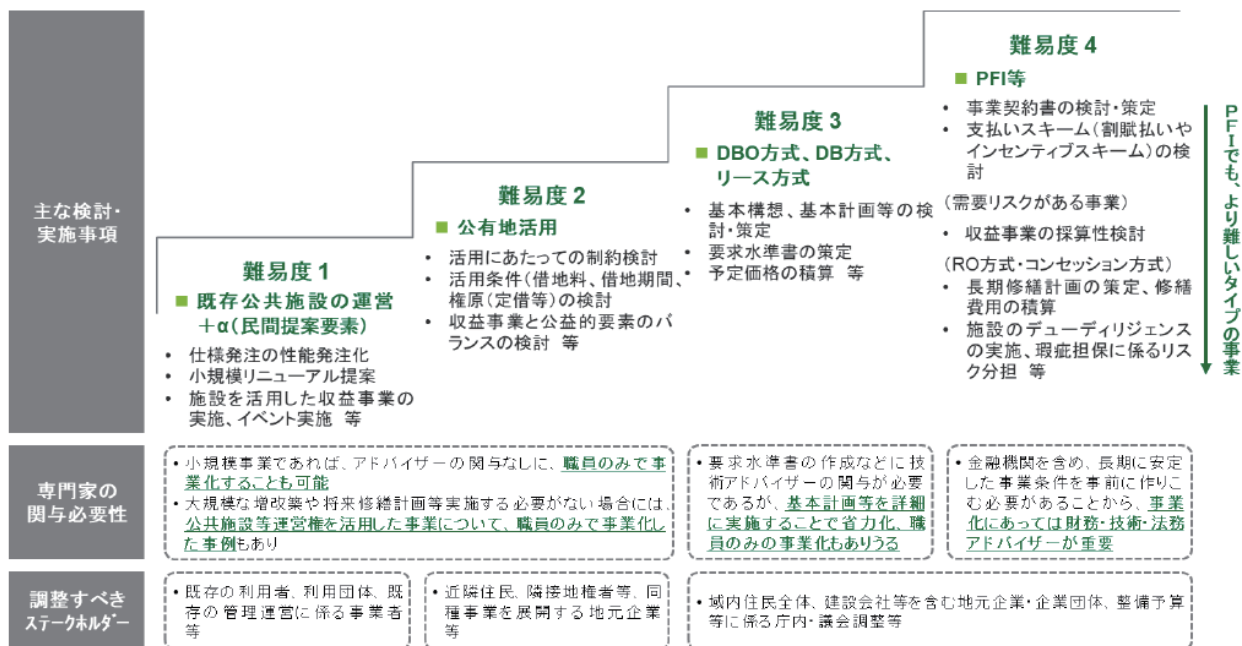 主な検討・
実施事項
難易度 1
■ 既存公共施設の運営
+α(民間提案要素)
• 仕様発注の性能発注化
• 小規模リニューアル提案
• 施設を活用した収益事業の
実施、イベント実施 等
難易度 2
■ 公有地活用
• 活用にあたっての制約検討
• 活用条件(借地料、借地期間、
権原(定借等)の検討
• 収益事業と公益的要素のバ
ランスの検討 等
難易度 3
■ DBO方式、DB方式、
リース方式
• 基本構想、基本計画等の検
討・策定
• 要求水準書の策定
• 予定価格の積算 等
難易度 4
■ PFI等
• 事業契約書の検討・策定
• 支払いスキーム(割賦払いや
インセンティブスキーム)の検
討
(需要リスクがある事業)
• 収益事業の採算性検討
(RO方式・コンセッション方式)
• 長期修繕計画の策定、修繕
費用の積算
• 施設のデューディリジェンス
の実施、瑕疵担保に係るリス
ク分担 等
PFIでも、より難しいタイプの事業
専門家の
関与必要性
• 小規模事業であれば、アドバイザーの関与なしに、職員のみで事
業化することも可能
• 大規模な増改築や将来修繕計画等実施する必要がない場合には、
公共施設等運営権を活用した事業について、職員のみで事業化し
た事例もあり
• 要求水準書の作成などに技
術アドバイザーの関与が必要
であるが、基本計画等を詳細
に実施することで省力化、職
員のみの事業化もありうる
• 金融機関を含め、長期に安定
した事業条件を事前に作りこ
む必要があることから、事業
化にあっては財務・技術・法務
アドバイザーが重要
調整すべき
ステークホルダー
• 既存の利用者、利用団体、既
存の管理運営に係る事業者
等
• 近隣住民、隣接地権者等、同
種事業を展開する地元企業
等
• 域内住民全体、建設会社等を含む地元企業・企業団体、整備予算
等に係る庁内・議会調整等